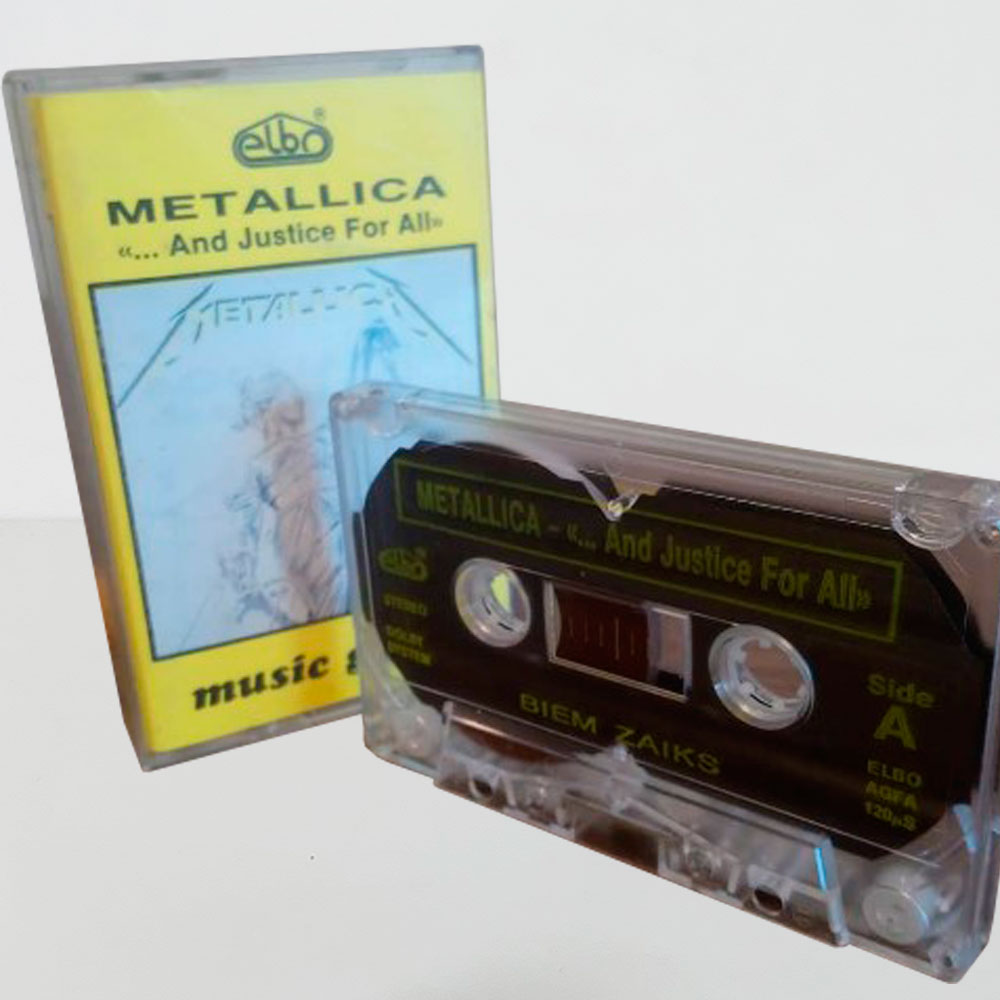 elbo®
METALLICA
«... And Justice For All»
METALLICA
music
METALLICA - «... And Justice For All»
elbo®
STEREO
DOLBY
SYSTEM
BIEM ZAIKS
Side
A
ELBO
AGFA
120µS